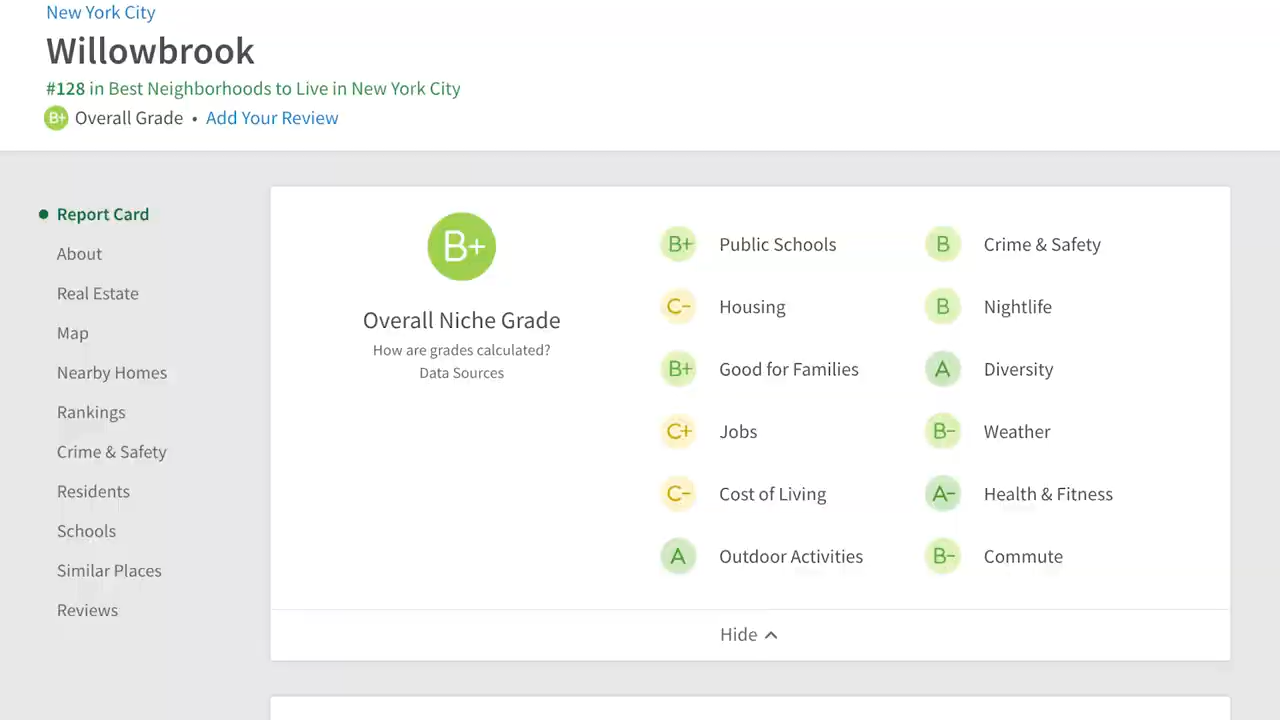 New York City
Willowbrook
#128 in Best Neighborhoods to Live in New York City
B+ Overall Grade • Add Your Review
Report Card
About
Real Estate
Map
Nearby Homes
Rankings
Crime & Safety
Residents
Schools
Similar Places
Reviews
B+
Overall Niche Grade
How are grades calculated?
Data Sources
B+ Public Schools
C- Housing
B+ Good for Families
C+ Jobs
C- Cost of Living
A Outdoor Activities
B Crime & Safety
B Nightlife
A Diversity
B- Weather
A- Health & Fitness
B- Commute
Hide